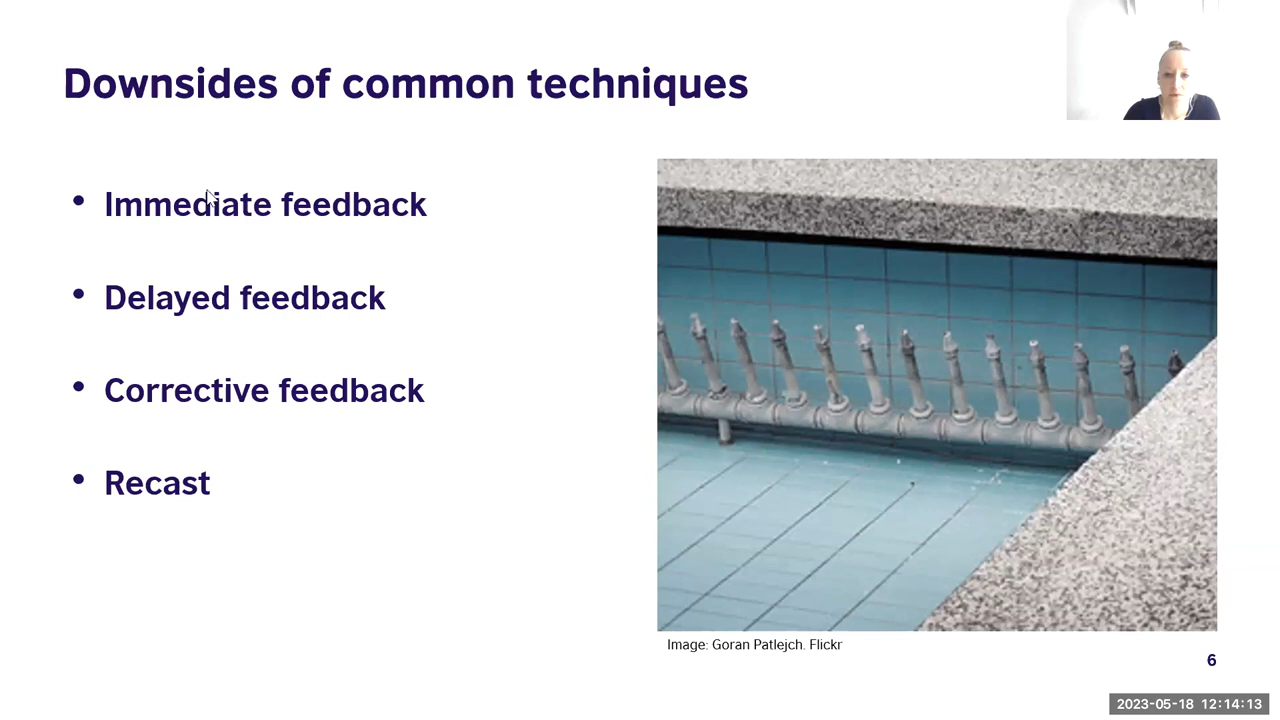 Downsides of common techniques
• Immediate feedback
• Delayed feedback
• Corrective feedback
• Recast
Image: Goran Patlejch. Flickr
6
2023-05-18 12:14:13